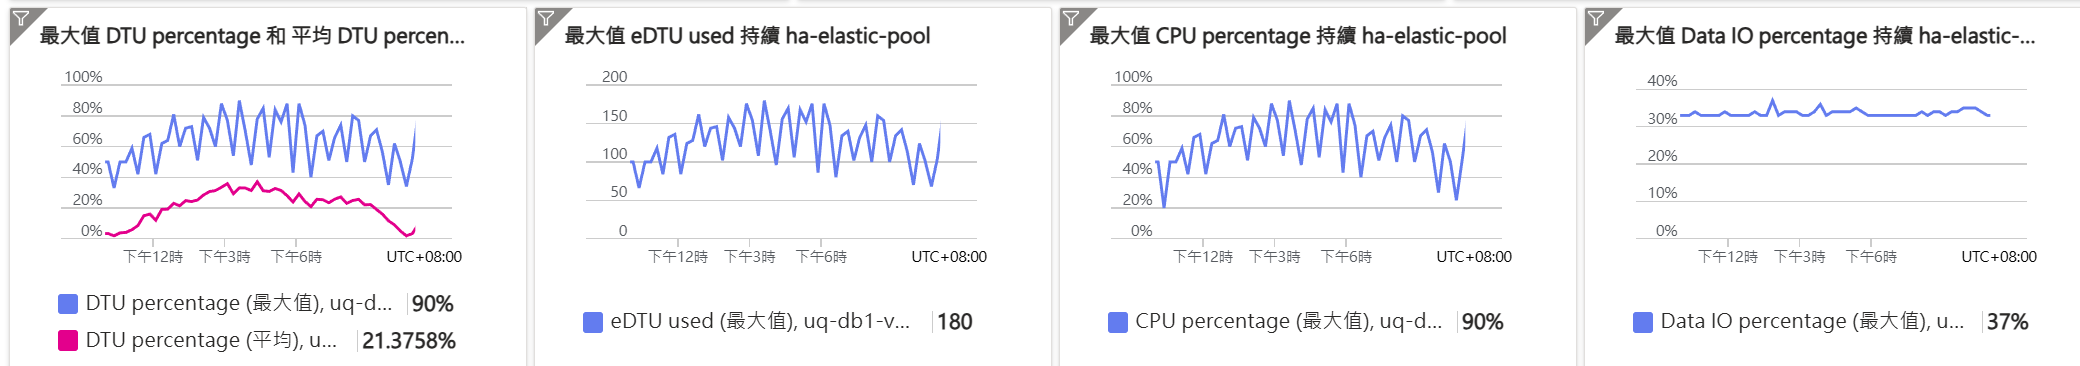 最大值 DTU percentage 和 平均 DTU percen...
100%
80%
60%
40%
20%
0%
下午12時 下午3時 下午6時 UTC+08:00
DTU percentage (最大值), uq-d... 90%
DTU percentage (平均), u... 21.3758%
最大值 eDTU used 持續 ha-elastic-pool
200
150
100
50
0
下午12時 下午3時 下午6時 UTC+08:00
eDTU used (最大值), uq-db1-v... 180
最大值 CPU percentage 持續 ha-elastic-pool
100%
80%
60%
40%
20%
0%
下午12時 下午3時 下午6時 UTC+08:00
CPU percentage (最大值), uq-d... 90%
最大值 Data IO percentage 持續 ha-elastic-...
40%
30%
20%
10%
0%
下午12時 下午3時 下午6時 UTC+08:00
Data IO percentage (最大值), u... 37%